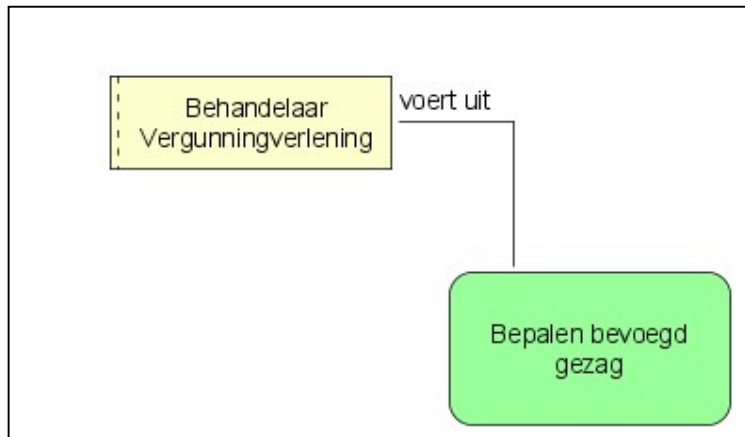 Behandelaar
Vergunningverlening
voert uit
Bepalen bevoegd
gezag